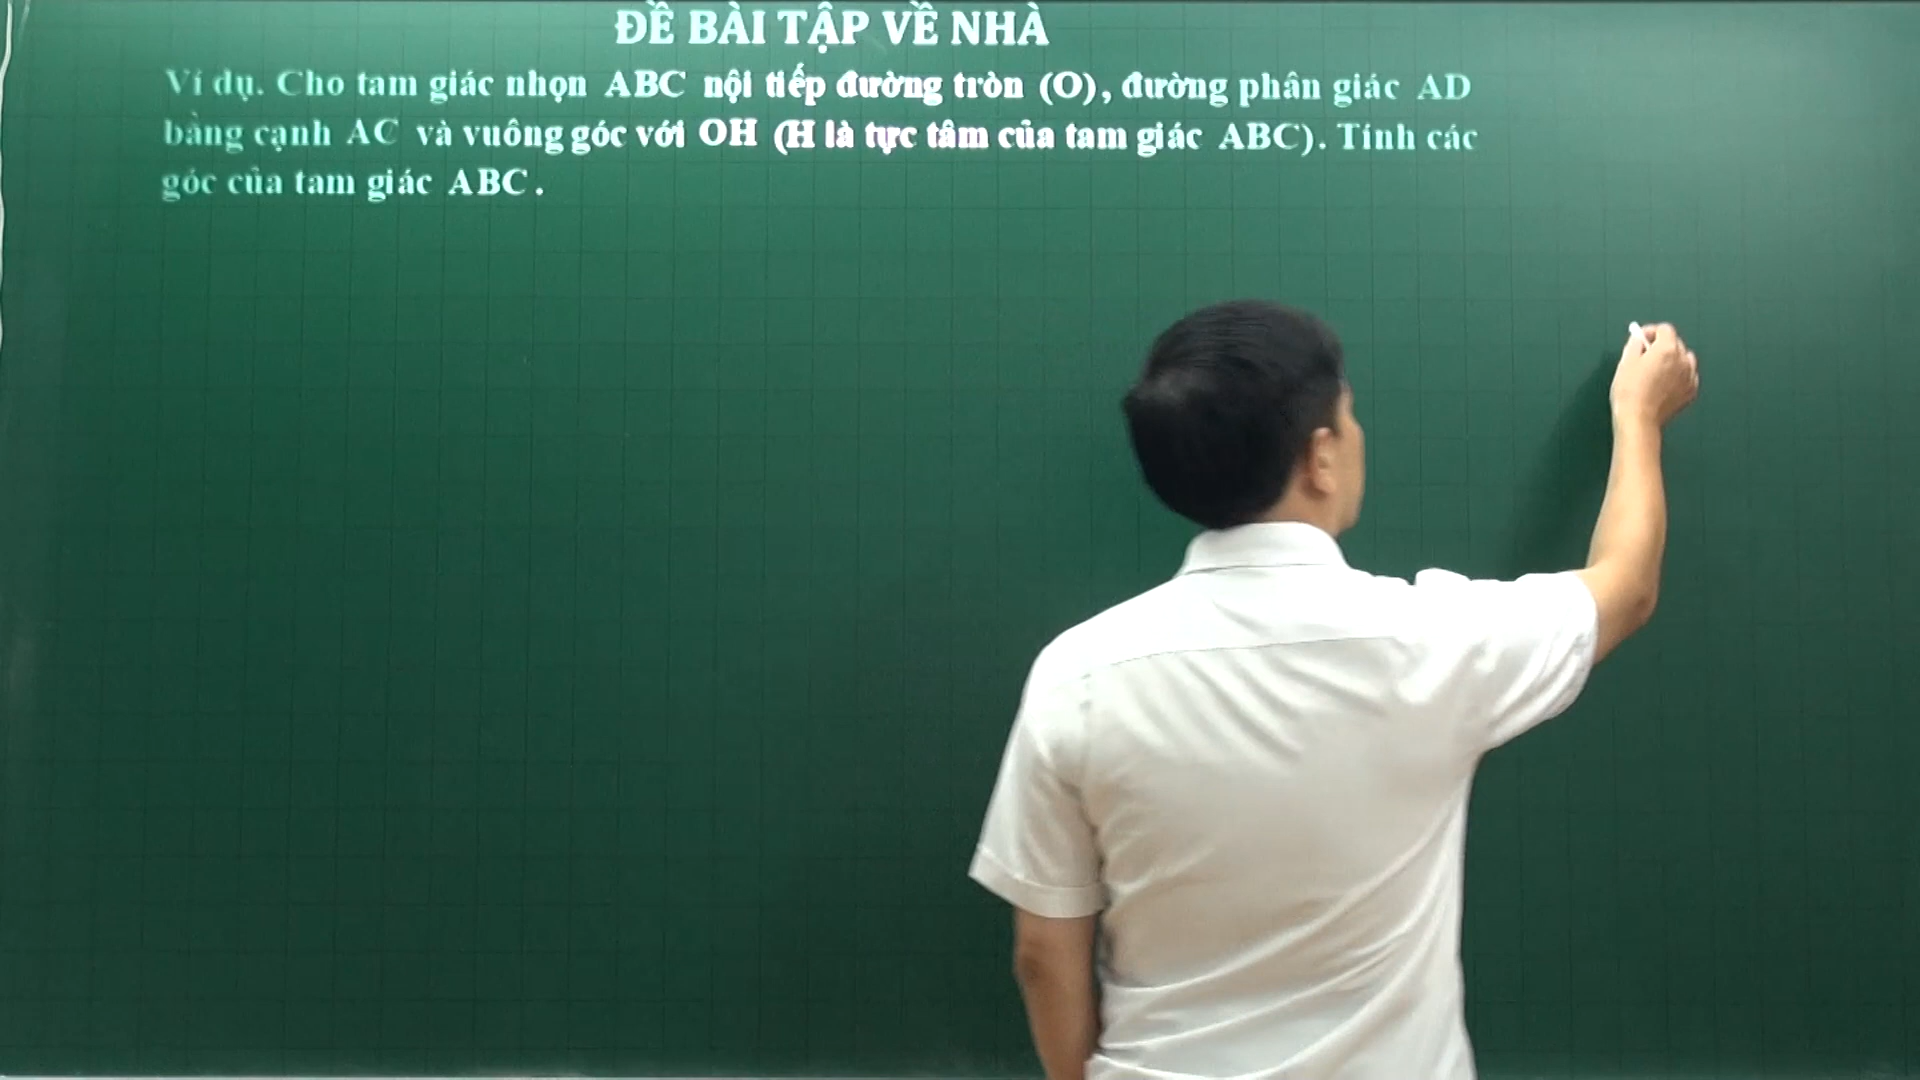 ĐỀ BÀI TẬP VỀ NHÀ
Ví dụ. Cho tam giác nhọn ABC nội tiếp đường tròn (O), đường phân giác AD
bằng cạnh AC và vuông góc với OH (H là tực tâm của tam giác ABC). Tính các
góc của tam giác ABC.